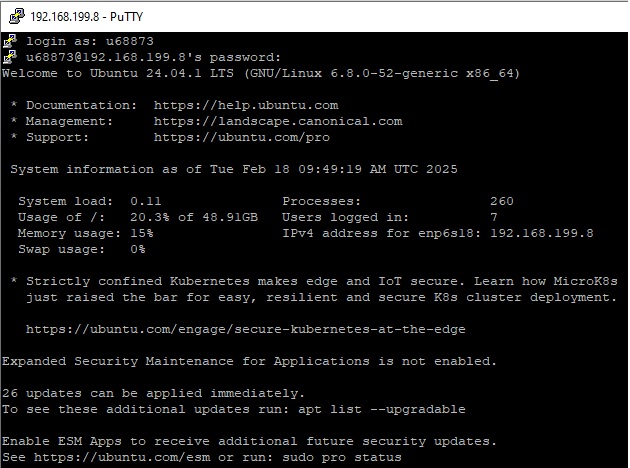 192.168.199.8 - PuTTY
login as: u68873
u68873@192.168.199.8's password:
Welcome to Ubuntu 24.04.1 LTS (GNU/Linux 6.8.0-52-generic x86_64)
* Documentation:  https://help.ubuntu.com
* Management:     https://landscape.canonical.com
* Support:        https://ubuntu.com/pro
System information as of Tue Feb 18 09:49:19 AM UTC 2025
System load:  0.11               Processes:               260
Usage of /:   20.3% of 48.91GB   Users logged in:         7
Memory usage: 15%                IPv4 address for enp6s18: 192.168.199.8
Swap usage:   0%
* Strictly confined Kubernetes makes edge and IoT secure. Learn how MicroK8s
just raised the bar for easy, resilient and secure K8s cluster deployment.
https://ubuntu.com/engage/secure-kubernetes-at-the-edge
Expanded Security Maintenance for Applications is not enabled.
26 updates can be applied immediately.
To see these additional updates run: apt list --upgradable
Enable ESM Apps to receive additional future security updates.
See https://ubuntu.com/esm or run: sudo pro status